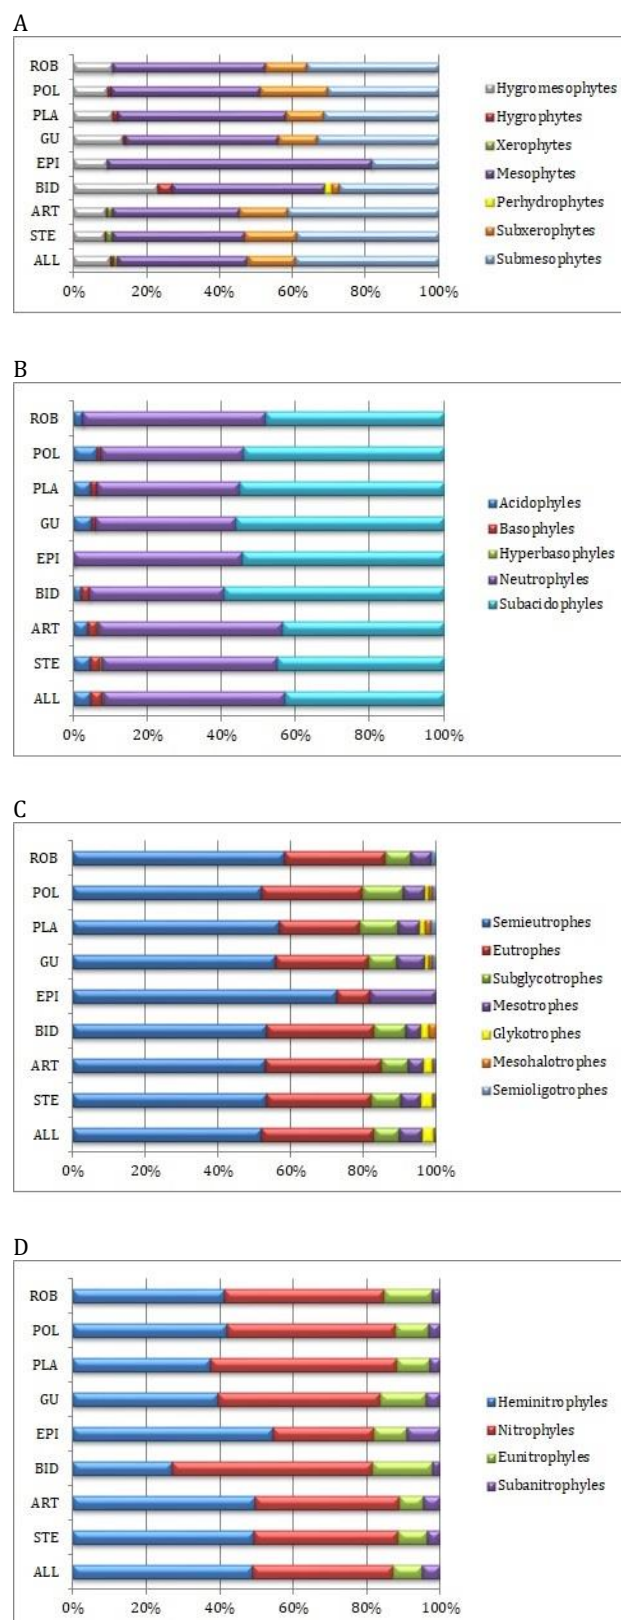 A
ROB
POL
PLA
GU
EPI
BID
ART
STE
ALL
0% 20% 40% 60% 80% 100%
Hygromesophytes
Hygrophytes
Xerophytes
Mesophytes
Perhydrophytes
Subxerophytes
Submesophytes
B
ROB
POL
PLA
GU
EPI
BID
ART
STE
ALL
0% 20% 40% 60% 80% 100%
Acidophyles
Basophyles
Hyperbasophyles
Neutrophyles
Subacidophyles
C
ROB
POL
PLA
GU
EPI
BID
ART
STE
ALL
0% 20% 40% 60% 80% 100%
Semieutrophes
Eutrophes
Subglycotrophes
Mesotrophes
Glykotrophes
Mesohalotrophes
Semioligotrophes
D
ROB
POL
PLA
GU
EPI
BID
ART
STE
ALL
0% 20% 40% 60% 80% 100%
Heminitrophyles
Nitrophyles
Eunitrophyles
Subanitrophyles